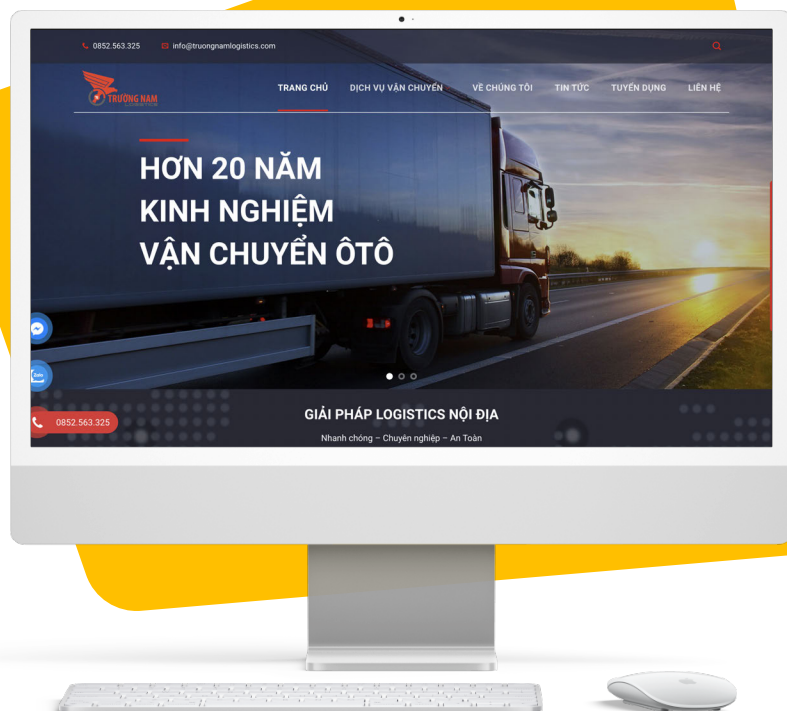 0852.563.325 info@truongnamlogistics.com
TRƯỜNG NAM
LOGISTICS
TRANG CHỦ DỊCH VỤ VẬN CHUYỂN VỀ CHÚNG TÔI TIN TỨC TUYỂN DỤNG LIÊN HỆ
HƠN 20 NĂM
KINH NGHIỆM
VẬN CHUYỂN ÔTÔ
Zalo
0852.563.325
GIẢI PHÁP LOGISTICS NỘI ĐỊA
Nhanh chóng – Chuyên nghiệp – An Toàn